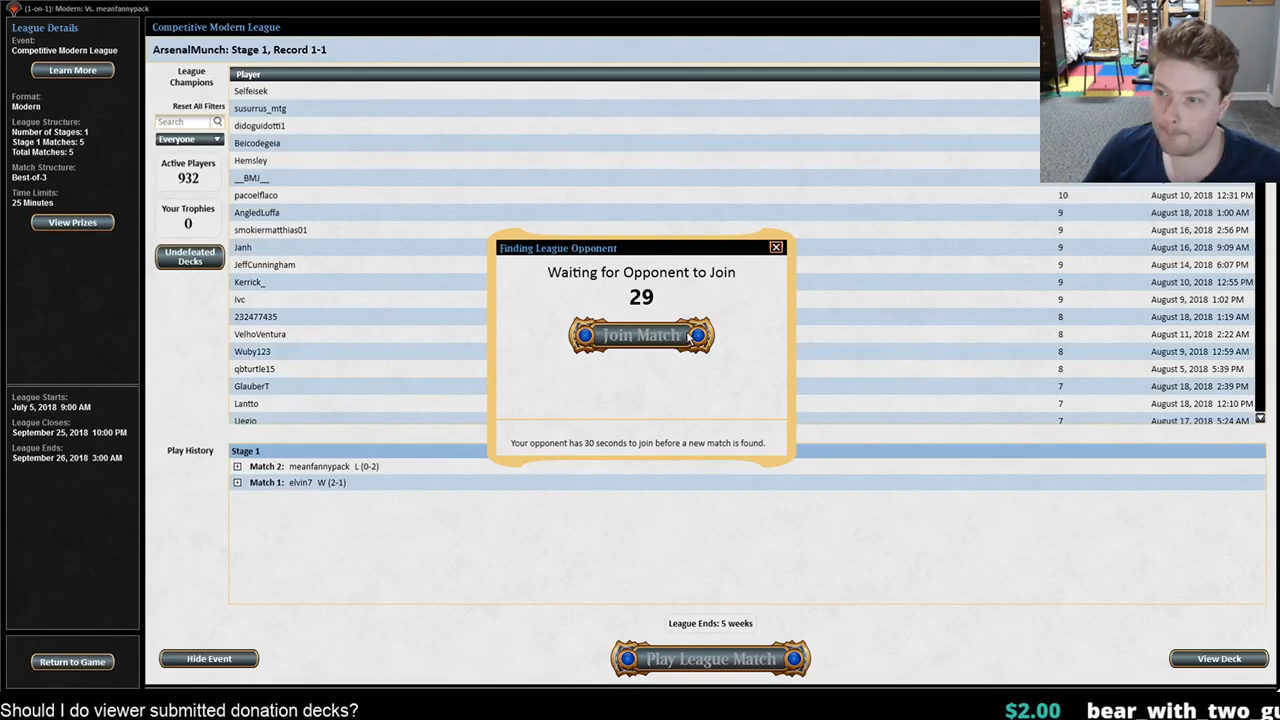 (1-on-1): Modern: Vs. meanfannypack
League Details
Event:
Competitive Modern League
Learn More
Format:
Modern
League Structure:
Number of Stages: 1
Stage 1 Matches: 5
Total Matches: 5
Match Structure:
Best-of-3
Time Limits:
25 Minutes
View Prizes
League Starts:
July 5, 2018 9:00 AM
League Closes:
September 25, 2018 10:00 PM
League Ends:
September 26, 2018 3:00 AM
Return to Game
Competitive Modern League
ArsenalMunch: Stage 1, Record 1-1
League
Champions
Reset All Filters
Search
Everyone
Active Players
932
Your Trophies
0
Undefeated
Decks
Player
Selfeisek
susurrus_mtg
didoguidotti1
Beicodegeia
Hemsley
__BMJ__
pacoelflaco 10 August 10, 2018 12:31 PM
AngledLuffa 9 August 18, 2018 1:00 AM
smokiermatthias01 9 August 16, 2018 2:56 PM
Janh 9 August 16, 2018 9:09 AM
JeffCunningham 9 August 14, 2018 6:07 PM
Kerrick_ 9 August 10, 2018 12:55 PM
lvc 9 August 9, 2018 1:02 PM
232477435 8 August 18, 2018 1:19 AM
VelhoVentura 8 August 11, 2018 2:22 AM
Wuby123 8 August 9, 2018 12:59 AM
qbturtle15 8 August 5, 2018 5:39 PM
GlauberT 7 August 18, 2018 2:39 PM
Lantto 7 August 18, 2018 12:10 PM
Uegio 7 August 17, 2018 5:24 AM
Finding League Opponent
Waiting for Opponent to Join
29
Join Match
Your opponent has 30 seconds to join before a new match is found.
Play History
Stage 1
Match 2: meanfannypack L (0-2)
Match 1: elvin7 W (2-1)
League Ends: 5 weeks
Hide Event
Play League Match
View Deck
Should I do viewer submitted donation decks?
$2.00 bear_with_two_gu